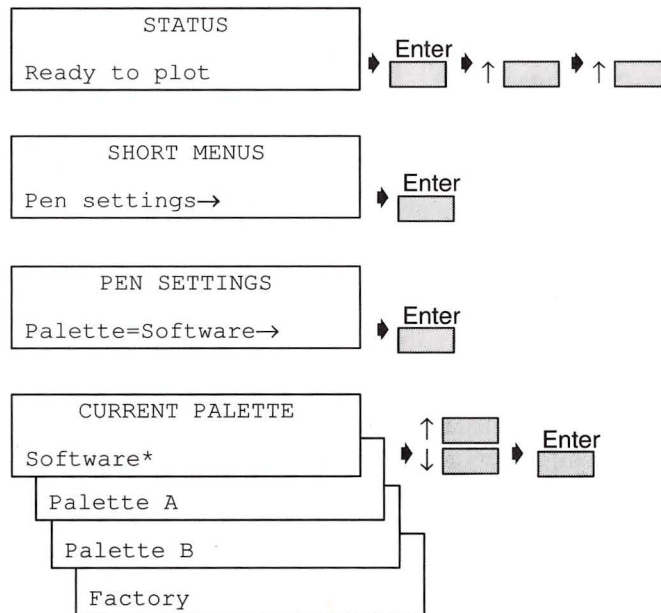 STATUS
Ready to plot
Enter
↑
↑
SHORT MENUS
Pen settings→
Enter
PEN SETTINGS
Palette=Software→
Enter
CURRENT PALETTE
Software*
↑
↓
Enter
Palette A
Palette B
Factory